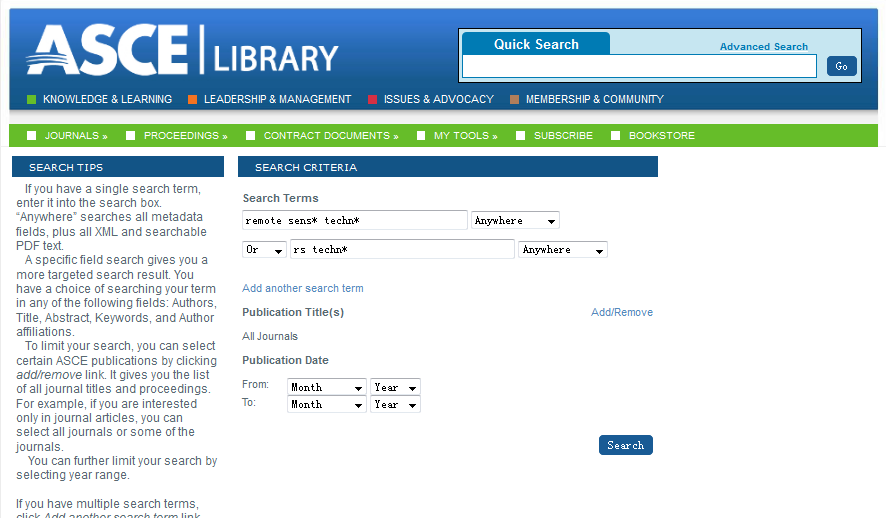 ASCE LIBRARY
Quick Search
Advanced Search
Go
KNOWLEDGE & LEARNING LEADERSHIP & MANAGEMENT ISSUES & ADVOCACY MEMBERSHIP & COMMUNITY
JOURNALS » PROCEEDINGS » CONTRACT DOCUMENTS » MY TOOLS » SUBSCRIBE BOOKSTORE
SEARCH TIPS
If you have a single search term,
enter it into the search box.
“Anywhere” searches all metadata
fields, plus all XML and searchable
PDF text.
A specific field search gives you a
more targeted search result. You
have a choice of searching your term
in any of the following fields: Authors,
Title, Abstract, Keywords, and Author
affiliations.
To limit your search, you can select
certain ASCE publications by clicking
add/remove link. It gives you the list
of all journal titles and proceedings.
For example, if you are interested
only in journal articles, you can
select all journals or some of the
journals.
You can further limit your search by
selecting year range.
If you have multiple search terms,
click Add another search term link
SEARCH CRITERIA
Search Terms
remote sens* techn* Anywhere
Or rs techn* Anywhere
Add another search term
Publication Title(s) Add/Remove
All Journals
Publication Date
From: Month Year
To: Month Year
Search